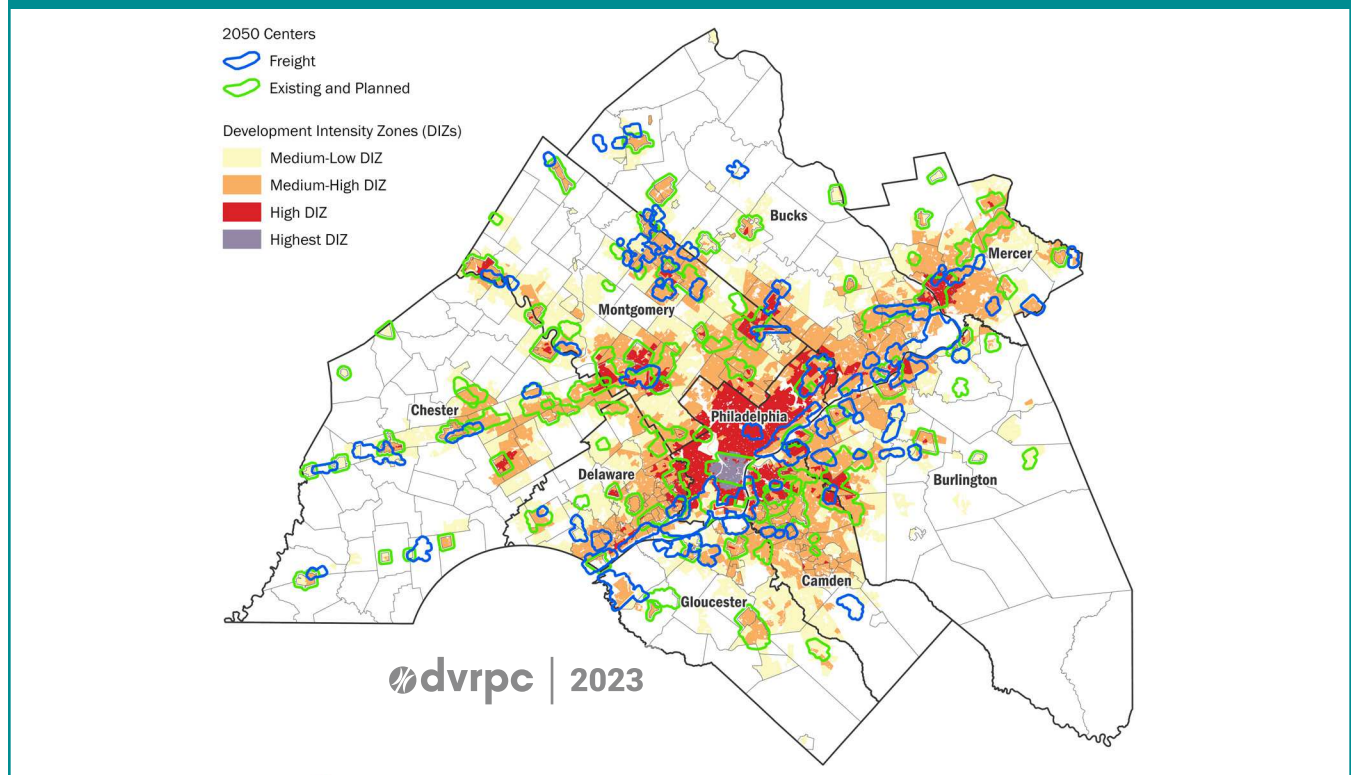 2050 Centers
Freight
Existing and Planned
Development Intensity Zones (DIZs)
Medium-Low DIZ
Medium-High DIZ
High DIZ
Highest DIZ
Bucks
Mercer
Montgomery
Chester
Philadelphia
Delaware
Burlington
Camden
Gloucester
dvrpc | 2023